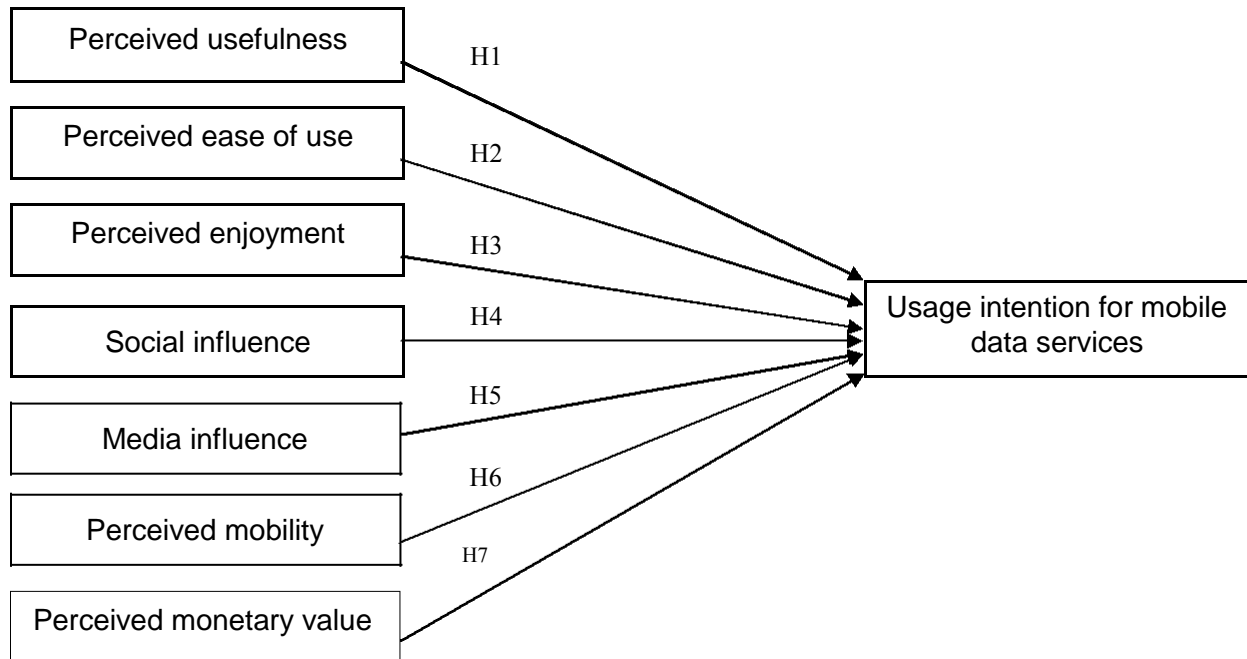 Perceived usefulness
H1
Perceived ease of use
H2
Perceived enjoyment
H3
Social influence
H4
Usage intention for mobile
data services
Media influence
H5
Perceived mobility
H6
Perceived monetary value
H7